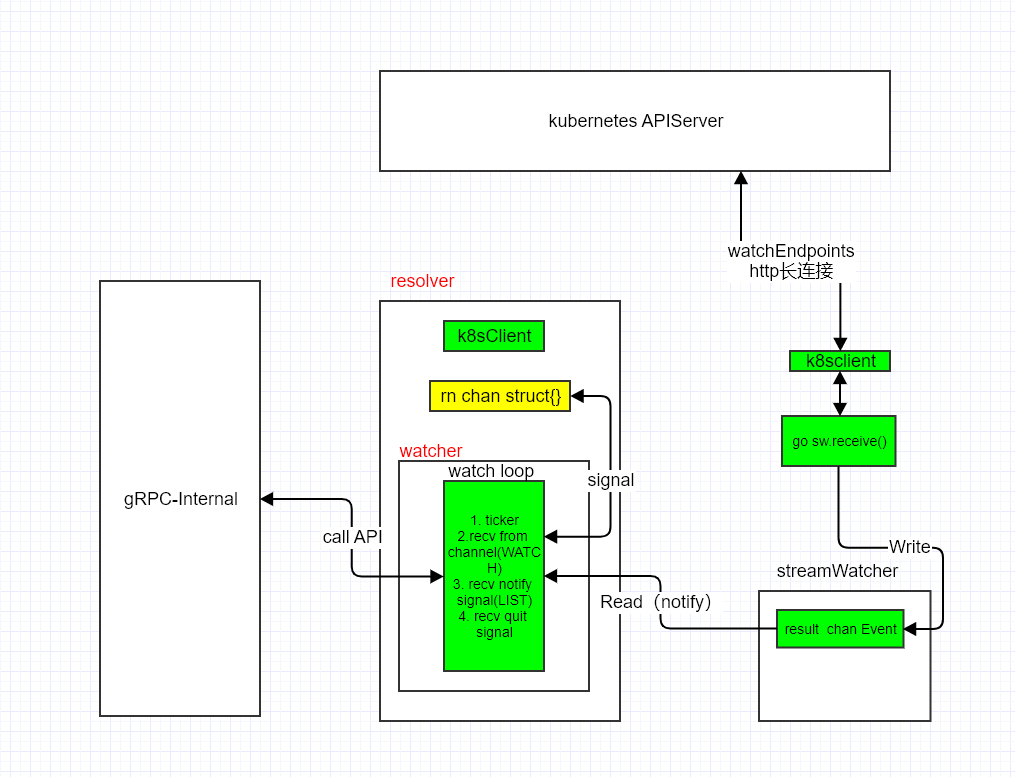 kubernetes APIServer
watchEndpoints
http长连接
resolver
k8sClient
k8sclient
rn chan struct{}
go sw.receive()
watcher
watch loop
signal
gRPC-Internal
call API
1. ticker
2.recv from
channel(WATC
H)
3. recv notify
signal(LIST)
4. recv quit
signal
Write
streamWatcher
Read（notify）
result chan Event